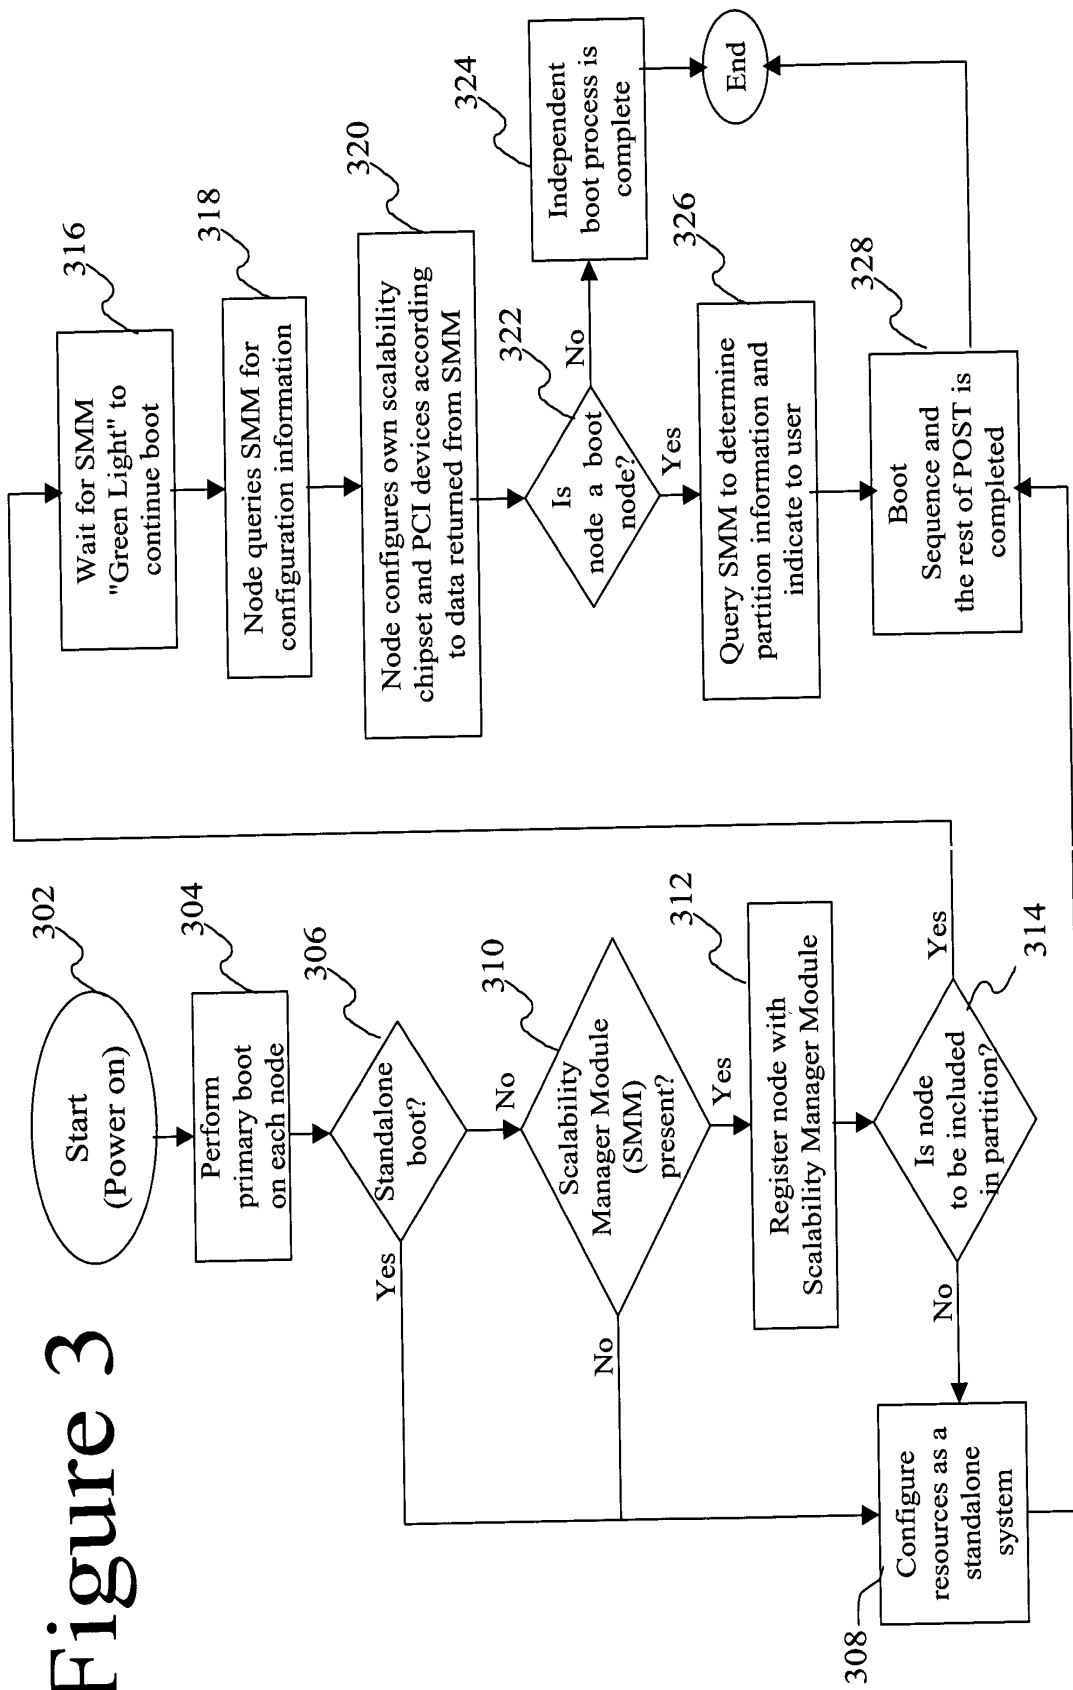 Figure 3
302
Start
(Power on)
304
Perform
primary boot
on each node
306
Standalone
boot?
Yes
No
310
Scalability
Manager Module
(SMM)
present?
No
Yes
312
Register node with
Scalability Manager Module
314
Is node
to be included
in partition?
No
Yes
308
Configure
resources as a
standalone
system
316
Wait for SMM
"Green Light" to
continue boot
318
Node queries SMM for
configuration information
320
Node configures own scalability
chipset and PCI devices according
to data returned from SMM
322
Is
node a boot
node?
No
Yes
324
Independent
boot process is
complete
326
Query SMM to determine
partition information and
indicate to user
328
Boot
Sequence and
the rest of POST is
completed
End